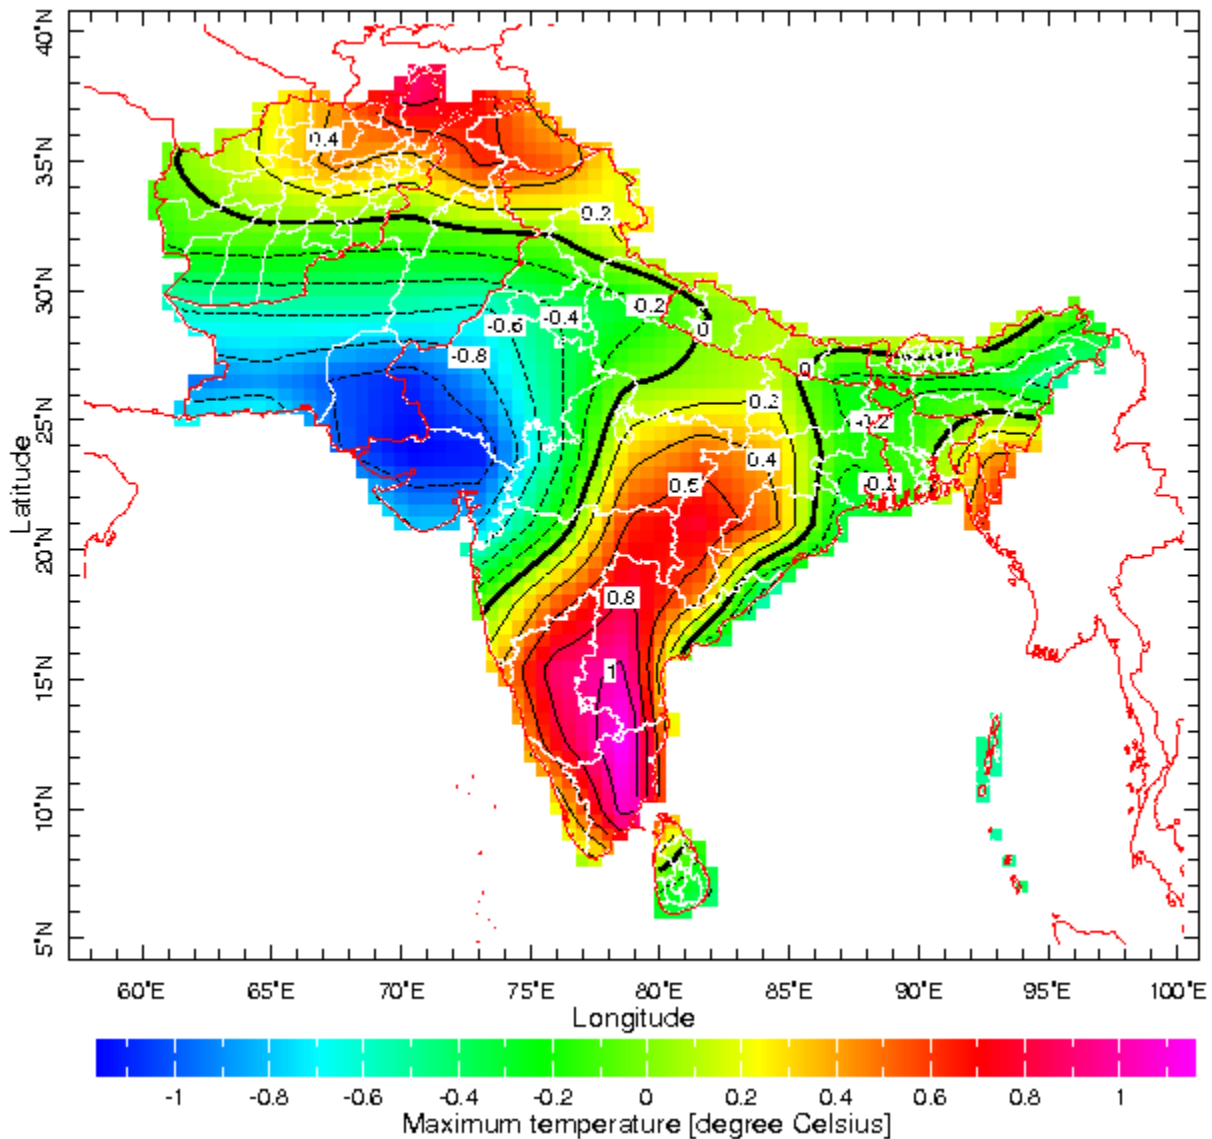 40°N
35°N
30°N
25°N
20°N
15°N
10°N
5°N
Latitude
0.4
0.2
-0.2
-0.4
-0.6
0
-0.8
0
0.2
-0.2
0.4
0.6
-0.2
0.8
1
60°E 65°E 70°E 75°E 80°E 85°E 90°E 95°E 100°E
Longitude
-1 -0.8 -0.6 -0.4 -0.2 0 0.2 0.4 0.6 0.8 1
Maximum temperature [degree Celsius]